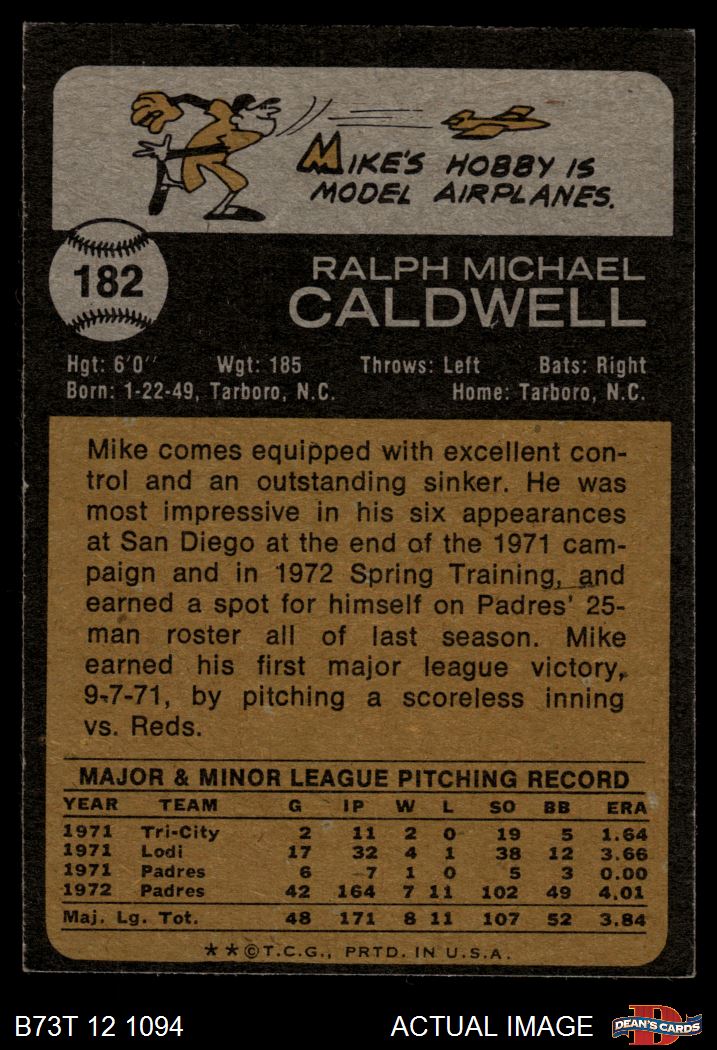 MIKE'S HOBBY IS
MODEL AIRPLANES.
182
RALPH MICHAEL
CALDWELL
Hgt: 6'0" Wgt: 185 Throws: Left Bats: Right
Born: 1-22-49, Tarboro, N.C. Home: Tarboro, N.C.
Mike comes equipped with excellent con-
trol and an outstanding sinker. He was
most impressive in his six appearances
at San Diego at the end of the 1971 cam-
paign and in 1972 Spring Training, and
earned a spot for himself on Padres' 25-
man roster all of last season. Mike
earned his first major league victory,
9-7-71, by pitching a scoreless inning
vs. Reds.
MAJOR & MINOR LEAGUE PITCHING RECORD
YEAR TEAM G IP W L SO BB ERA
1971 Tri-City 2 11 2 0 19 5 1.64
1971 Lodi 17 32 4 1 38 12 3.66
1971 Padres 6 7 1 0 5 3 0.00
1972 Padres 42 164 7 11 102 49 4.01
Maj. Lg. Tot. 48 171 8 11 107 52 3.84
**©T.C.G., PRTD. IN U.S.A.
B73T 12 1094 ACTUAL IMAGE D DEAN'S CARDS